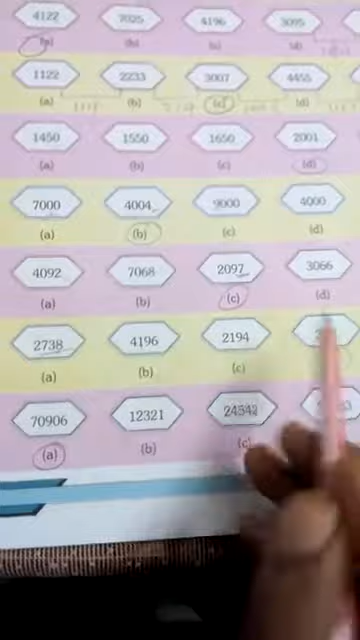 4122 7025 4196 3095
(a) (b) (c) (d)
1122 2233 3007 4455
(a) (b) (c) (d)
1450 1550 1650 2001
(a) (b) (c) (d)
7000 4004 9000 4000
(a) (b) (c) (d)
4092 7068 2097 3066
(a) (b) (c) (d)
2738 4196 2194
(a) (b) (c)
70906 12321
(a) (b) (c)